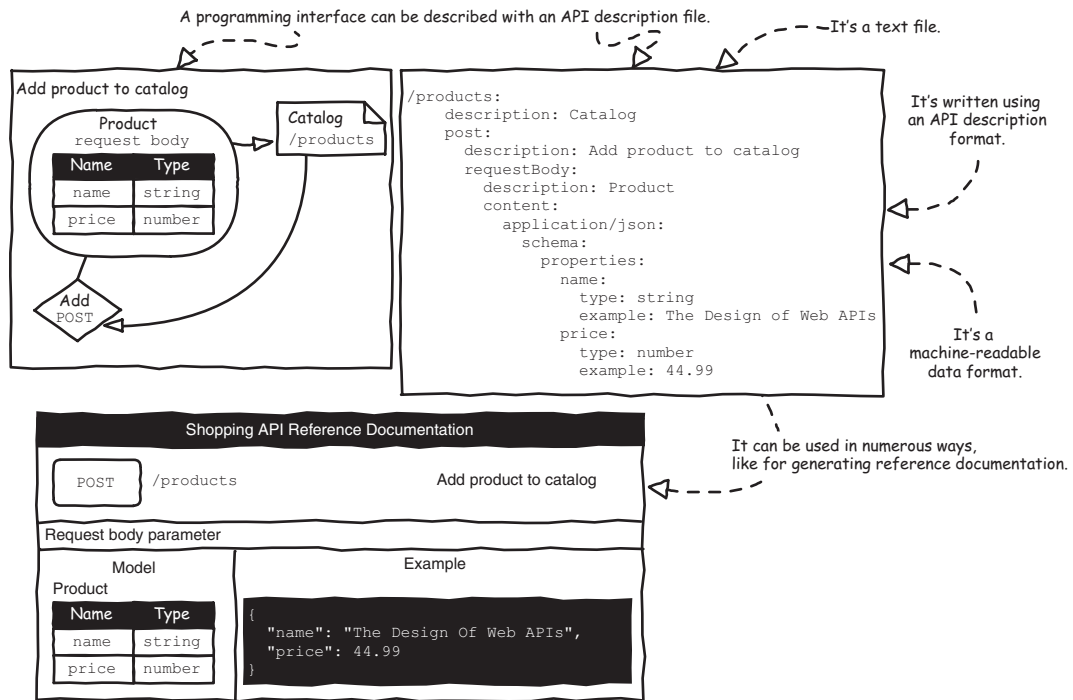 A programming interface can be described with an API description file.
It's a text file.
Add product to catalog
Product
request body
Name Type
name string
price number
Catalog
/products
Add
POST
/products:
description: Catalog
post:
description: Add product to catalog
requestBody:
description: Product
content:
application/json:
schema:
properties:
name:
type: string
example: The Design of Web APIs
price:
type: number
example: 44.99
It's written using
an API description
format.
It's a
machine-readable
data format.
It can be used in numerous ways,
like for generating reference documentation.
Shopping API Reference Documentation
POST /products Add product to catalog
Request body parameter
Model
Product
Name Type
name string
price number
Example
{
"name": "The Design Of Web APIs",
"price": 44.99
}